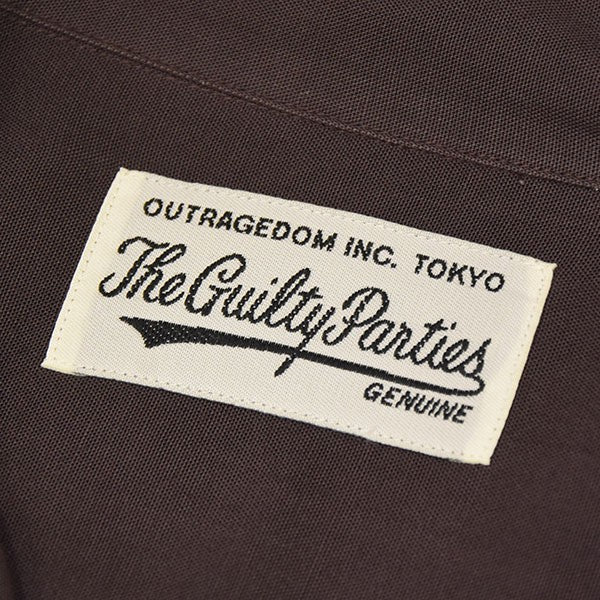 OUTRAGEDOM INC. TOKYO
The Guilty Parties
GENUINE